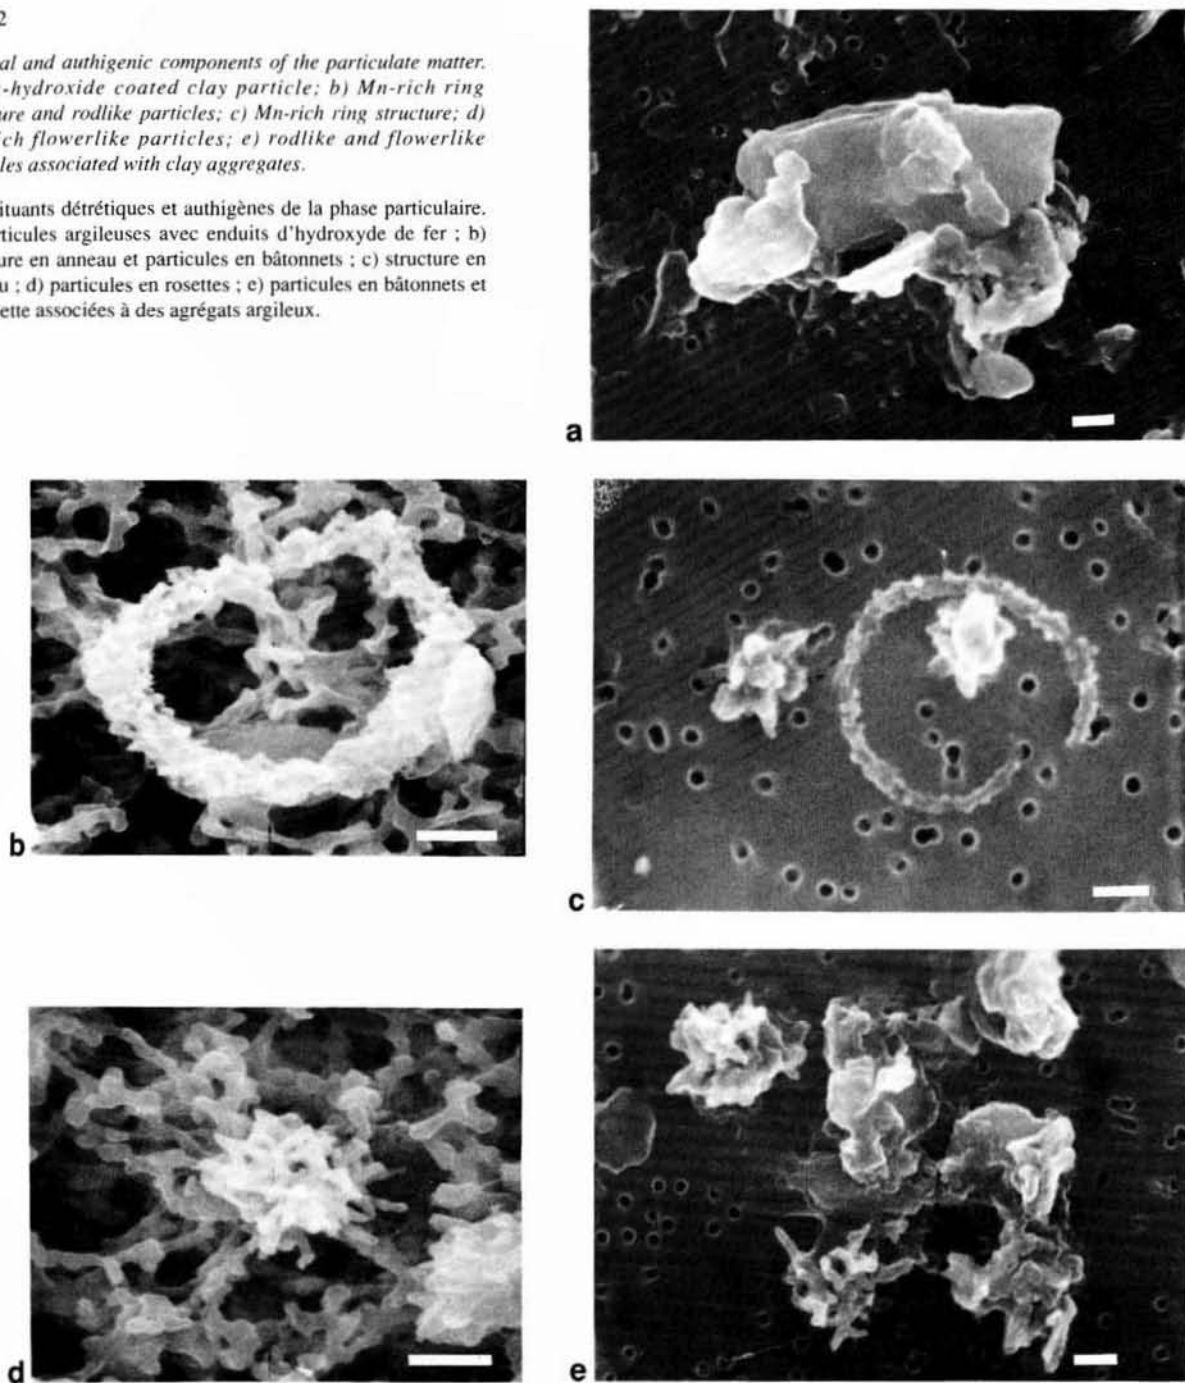 2
al and authigenic components of the particulate matter.
-hydroxide coated clay particle; b) Mn-rich ring
ure and rodlike particles; c) Mn-rich ring structure; d)
ich flowerlike particles; e) rodlike and flowerlike
les associated with clay aggregates.
ituants détrétiques et authigènes de la phase particulaire.
rticules argileuses avec enduits d'hydroxyde de fer ; b)
ure en anneau et particules en bâtonnets ; c) structure en
u ; d) particules en rosettes ; e) particules en bâtonnets et
ette associées à des agrégats argileux.
a
b
c
d
e